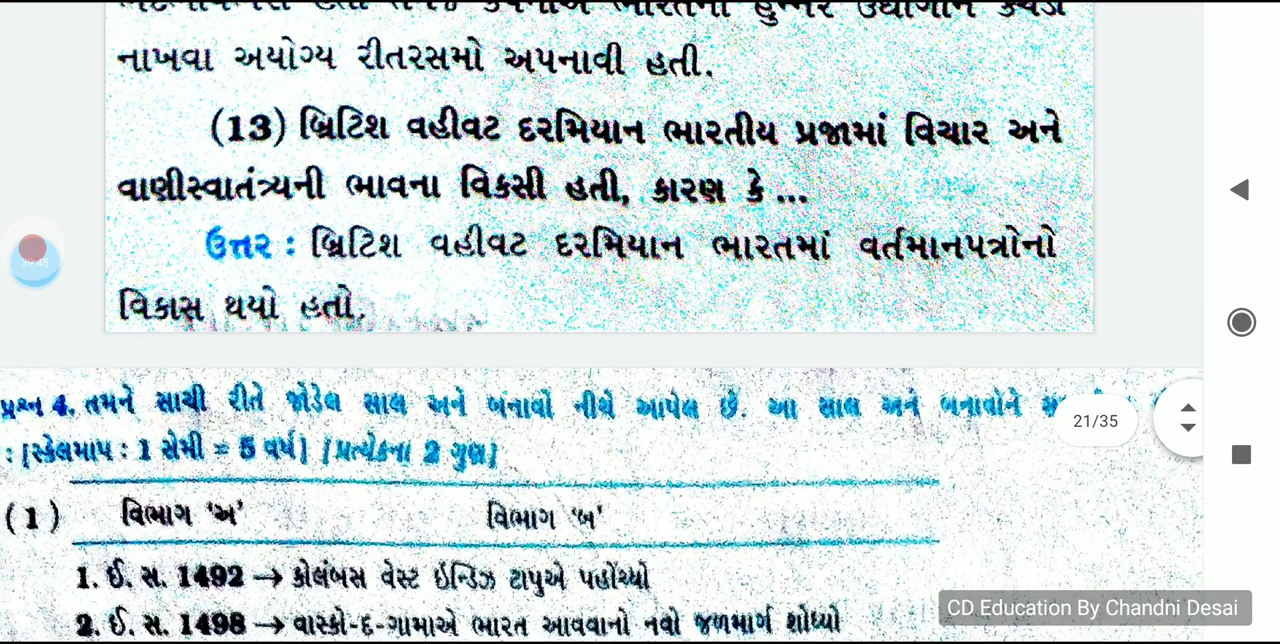 નાખવા અયોગ્ય રીતરસમો અપનાવી હતી.
(13) બ્રિટિશ વહીવટ દરમિયાન ભારતીય પ્રજામાં વિચાર અને
વાણીસ્વાતંત્ર્યની ભાવના વિકસી હતી, કારણ કે ...
ઉત્તર : બ્રિટિશ વહીવટ દરમિયાન ભારતમાં વર્તમાનપત્રોનો
વિકાસ થયો હતો.
પ્રશ્ન 4. તમને સાચી રીતે જોડેલ સાલ અને બનાવો નીચે આપેલ છે. આ સાલ અને બનાવોને
21/35
: [સ્કેલમાપ : 1 સેમી = 5 વર્ષ] [પ્રત્યેકના 2 ગુણ]
(1) વિભાગ ‘અ’ વિભાગ ‘બ’
1. ઈ. સ. 1492 → કોલંબસ વેસ્ટ ઇન્ડિઝ ટાપુએ પહોંચ્યો
2. ઈ. સ. 1498 → વાસ્કો-દ-ગામાએ ભારત આવવાનો નવો જળમાર્ગ શોધ્યો
CD Education By Chandni Desai